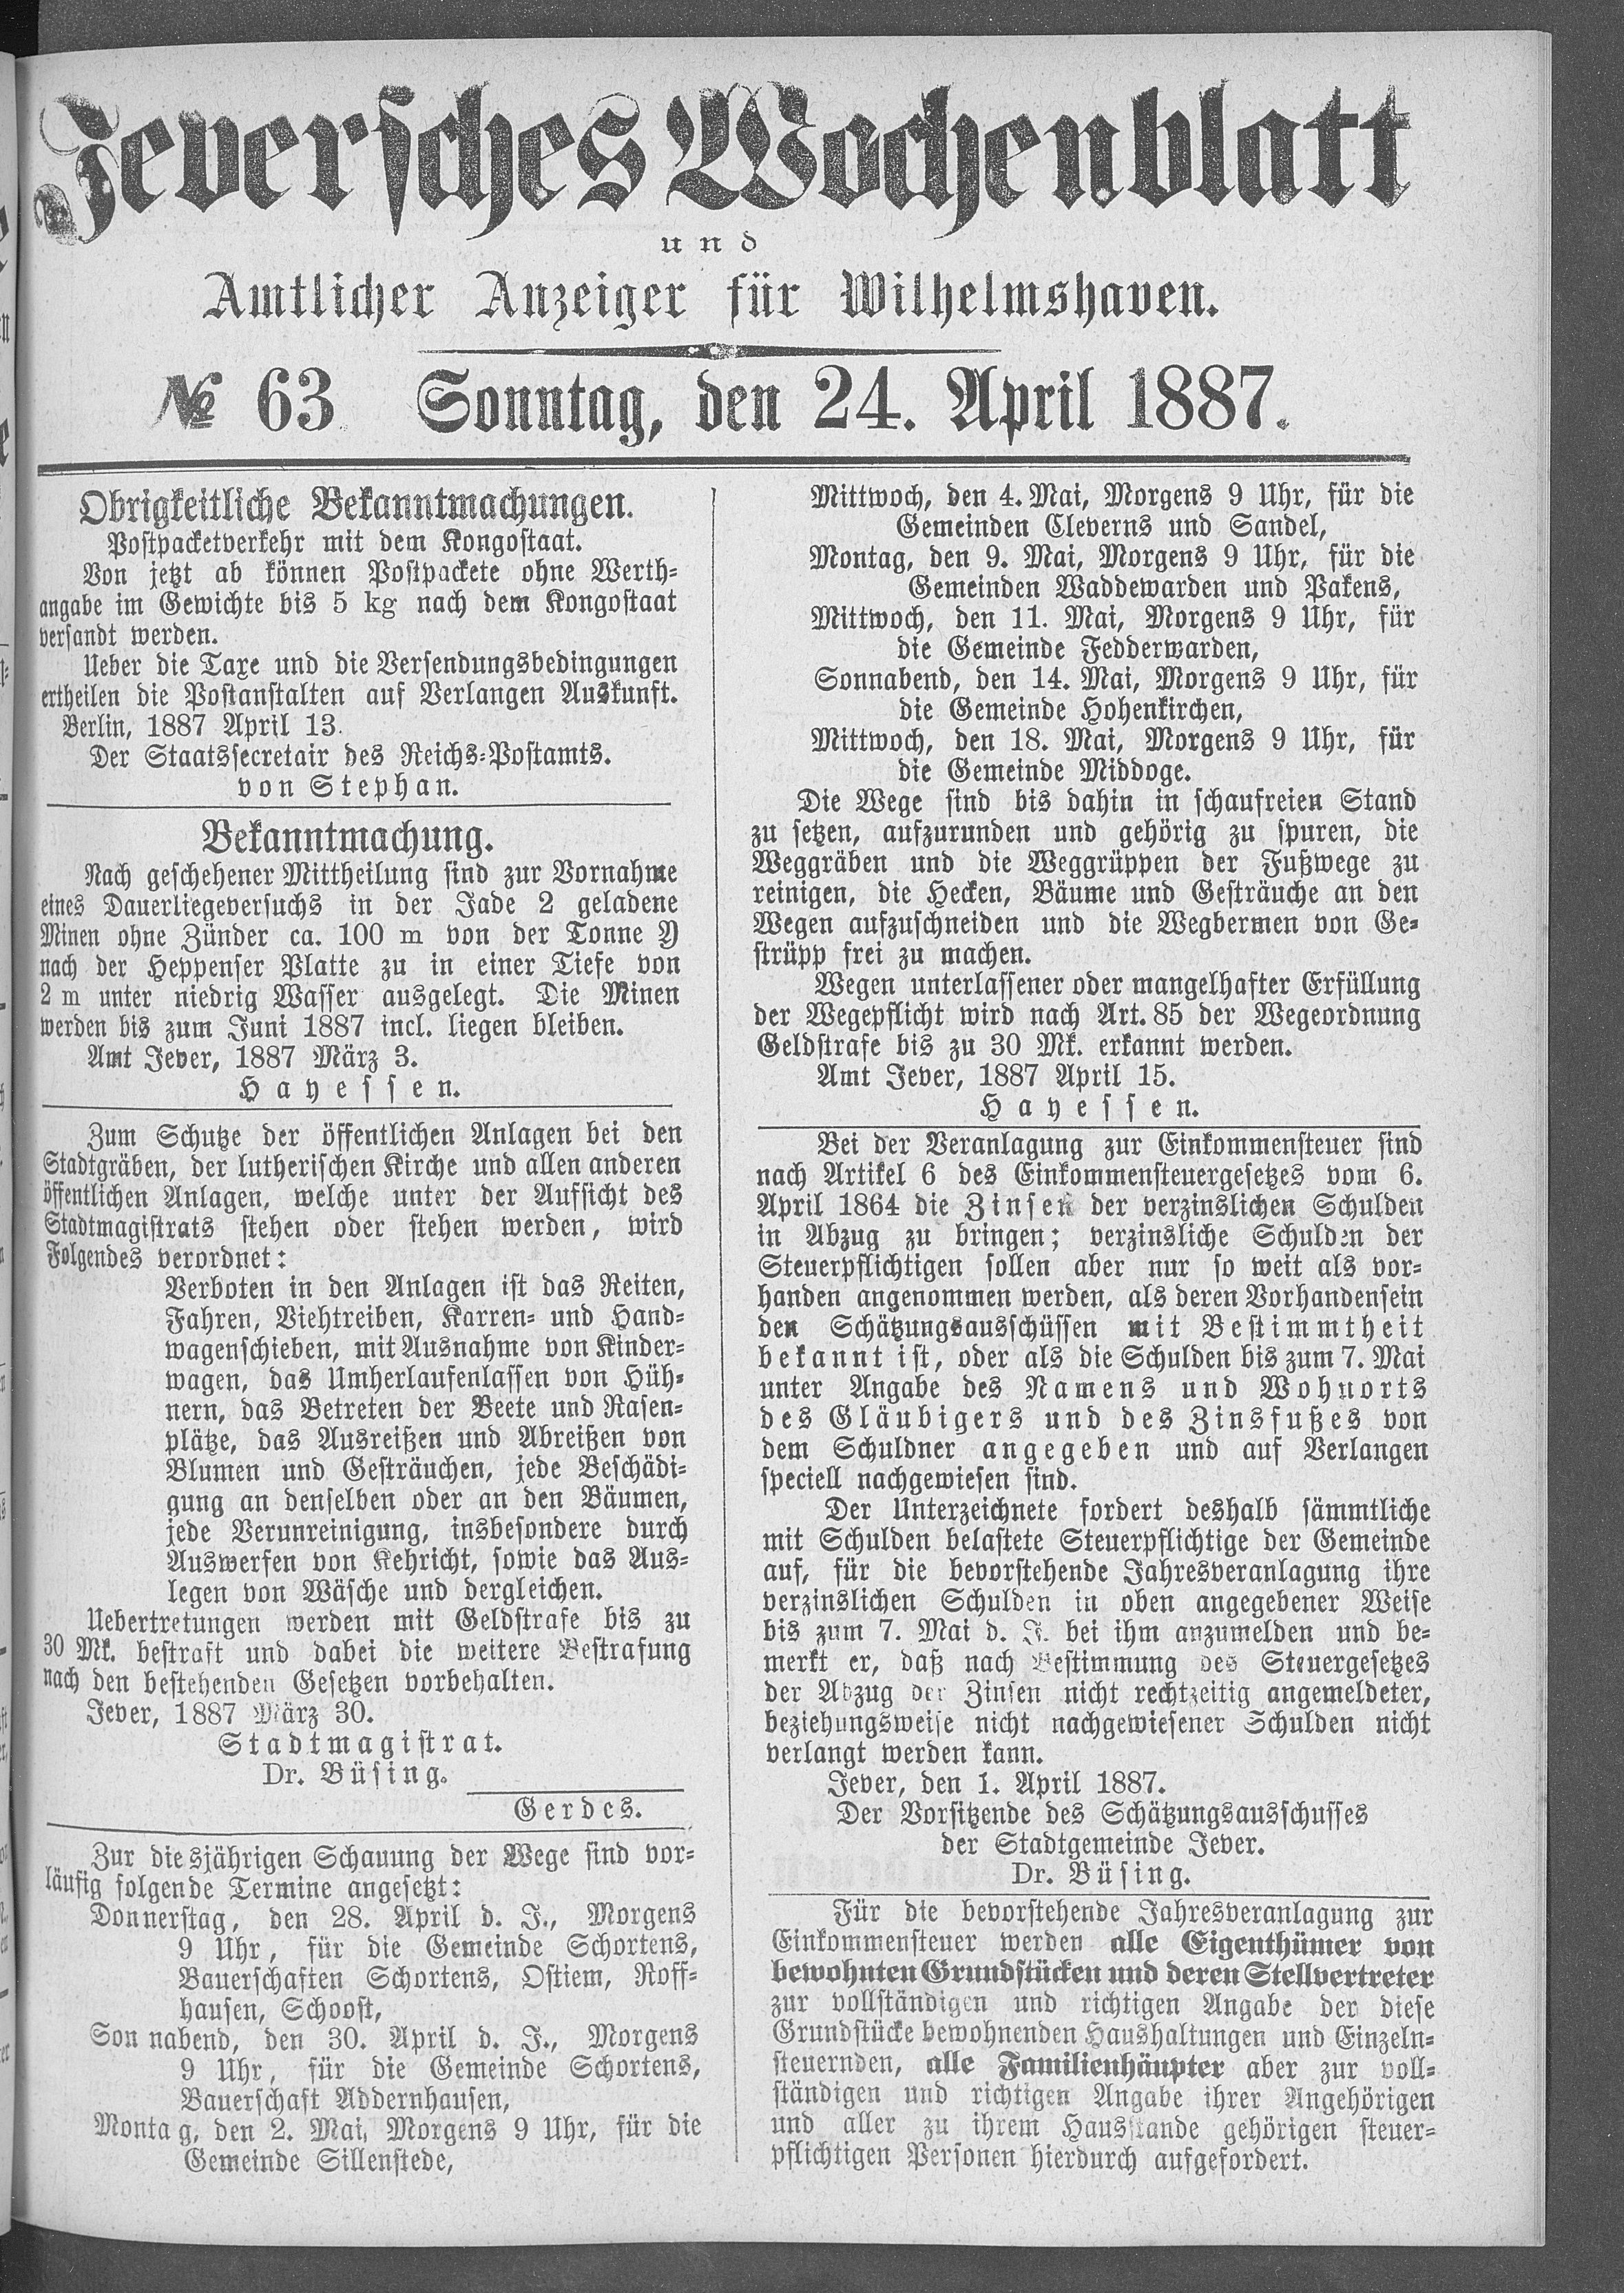 Jeversches Wochenblatt
und
Amtlicher Anzeiger für Wilhelmshaven.
№ 63. Sonntag, den 24. April 1887.
Obrigkeitliche Bekanntmachungen.
Postpacketverkehr mit dem Kongostaat.
Von jetzt ab können Postpackete ohne Werth-
angabe im Gewichte bis 5 kg nach dem Kongostaat
versandt werden.
Ueber die Taxe und die Versendungsbedingungen
ertheilen die Postanstalten auf Verlangen Auskunft.
Berlin, 1887 April 13.
Der Staatssecretair des Reichs-Postamts.
von Stephan.
Bekanntmachung.
Nach geschehener Mittheilung sind zur Vornahme
eines Dauerliegeversuchs in der Jade 2 geladene
Minen ohne Zünder ca. 100 m von der Tonne Y
nach der Heppenser Platte zu in einer Tiefe von
2 m unter niedrig Wasser ausgelegt. Die Minen
werden bis zum Juni 1887 incl. liegen bleiben.
Amt Jever, 1887 März 3.
Hayessen.
Zum Schutze der öffentlichen Anlagen bei den
Stadtgräben, der lutherischen Kirche und allen anderen
öffentlichen Anlagen, welche unter der Aufsicht des
Stadtmagistrats stehen oder stehen werden, wird
Folgendes verordnet:
Verboten in den Anlagen ist das Reiten,
Fahren, Viehtreiben, Karren- und Hand-
wagenschieben, mit Ausnahme von Kinder-
wagen, das Umherlaufenlassen von Hüh-
nern, das Betreten der Beete und Rasen-
plätze, das Ausreißen und Abreißen von
Blumen und Gesträuchen, jede Beschädi-
gung an denselben oder an den Bäumen,
jede Verunreinigung, insbesondere durch
Auswerfen von Kehricht, sowie das Aus-
legen von Wäsche und dergleichen.
Uebertretungen werden mit Geldstrafe bis zu
30 Mk. bestraft und dabei die weitere Bestrafung
nach den bestehenden Gesetzen vorbehalten.
Jever, 1887 März 30.
Stadtmagistrat.
Dr. Büsing.
Gerdes.
Zur diesjährigen Schauung der Wege sind vor-
läufig folgende Termine angesetzt:
Donnerstag, den 28. April d. J., Morgens
9 Uhr, für die Gemeinde Schortens,
Bauerschaften Schortens, Ostiem, Roff-
hausen, Schoost,
Sonnabend, den 30. April d. J., Morgens
9 Uhr, für die Gemeinde Schortens,
Bauerschaft Addernhausen,
Montag, den 2. Mai, Morgens 9 Uhr, für die
Gemeinde Sillenstede,
Mittwoch, den 4. Mai, Morgens 9 Uhr, für die
Gemeinden Cleverns und Sandel,
Montag, den 9. Mai, Morgens 9 Uhr, für die
Gemeinden Waddewarden und Pakens,
Mittwoch, den 11. Mai, Morgens 9 Uhr, für
die Gemeinde Fedderwarden,
Sonnabend, den 14. Mai, Morgens 9 Uhr, für
die Gemeinde Hohenkirchen,
Mittwoch, den 18. Mai, Morgens 9 Uhr, für
die Gemeinde Middoge.
Die Wege sind bis dahin in schaufreien Stand
zu setzen, aufzurunden und gehörig zu spuren, die
Weggräben und die Weggrüppen der Fußwege zu
reinigen, die Hecken, Bäume und Gesträuche an den
Wegen aufzuschneiden und die Wegbermen von Ge-
strüpp frei zu machen.
Wegen unterlassener oder mangelhafter Erfüllung
der Wegepflicht wird nach Art. 85 der Wegeordnung
Geldstrafe bis zu 30 Mk. erkannt werden.
Amt Jever, 1887 April 15.
Hayessen.
Bei der Veranlagung zur Einkommensteuer sind
nach Artikel 6 des Einkommensteuergesetzes vom 6.
April 1864 die Zinsen der verzinslichen Schulden
in Abzug zu bringen; verzinsliche Schulden der
Steuerpflichtigen sollen aber nur so weit als vor-
handen angenommen werden, als deren Vorhandensein
den Schätzungsausschüssen mit Bestimmtheit
bekannt ist, oder als die Schulden bis zum 7. Mai
unter Angabe des Namens und Wohnorts
des Gläubigers und des Zinsfußes von
dem Schuldner angegeben und auf Verlangen
speciell nachgewiesen sind.
Der Unterzeichnete fordert deshalb sämmtliche
mit Schulden belastete Steuerpflichtige der Gemeinde
auf, für die bevorstehende Jahresveranlagung ihre
verzinslichen Schulden in oben angegebener Weise
bis zum 7. Mai d. J. bei ihm anzumelden und be-
merkt er, daß nach Bestimmung des Steuergesetzes
der Abzug der Zinsen nicht rechtzeitig angemeldeter,
beziehungsweise nicht nachgewiesener Schulden nicht
verlangt werden kann.
Jever, den 1. April 1887.
Der Vorsitzende des Schätzungsausschusses
der Stadtgemeinde Jever.
Dr. Büsing.
Für die bevorstehende Jahresveranlagung zur
Einkommensteuer werden alle Eigenthümer von
bewohnten Grundstücken und deren Stellvertreter
zur vollständigen und richtigen Angabe der diese
Grundstücke bewohnenden Haushaltungen und Einzeln-
steuernden, alle Familienhäupter aber zur voll-
ständigen und richtigen Angabe ihrer Angehörigen
und aller zu ihrem Hausstande gehörigen steuer-
pflichtigen Personen hierdurch aufgefordert.